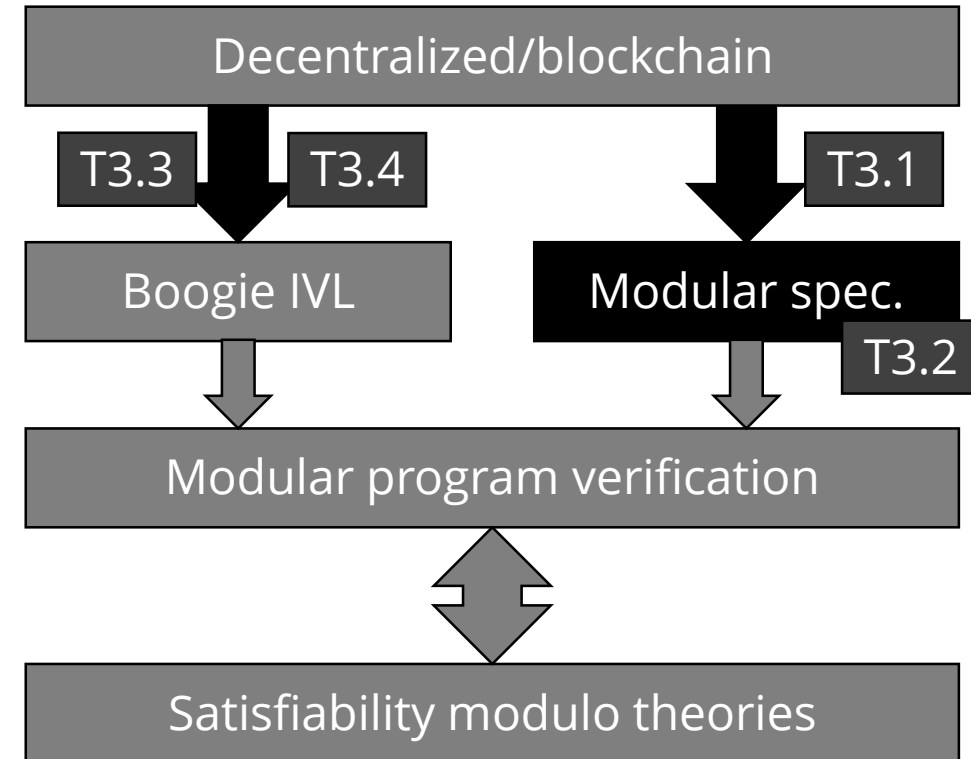 Decentralized/blockchain
T3.3
T3.4
T3.1
Boogie IVL
Modular spec.
T3.2
Modular program verification
Satisfiability modulo theories